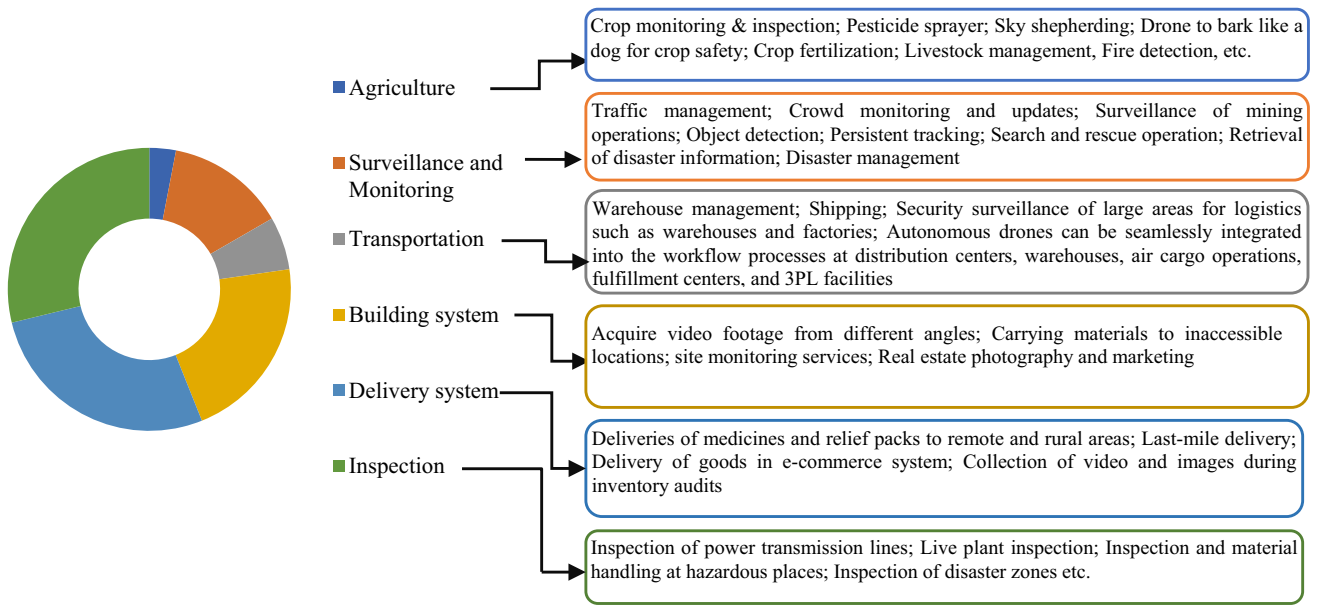 Agriculture
Crop monitoring & inspection; Pesticide sprayer; Sky shepherding; Drone to bark like a
dog for crop safety; Crop fertilization; Livestock management, Fire detection, etc.
Surveillance and
Monitoring
Traffic management; Crowd monitoring and updates; Surveillance of mining
operations; Object detection; Persistent tracking; Search and rescue operation; Retrieval
of disaster information; Disaster management
Transportation
Warehouse management; Shipping; Security surveillance of large areas for logistics
such as warehouses and factories; Autonomous drones can be seamlessly integrated
into the workflow processes at distribution centers, warehouses, air cargo operations,
fulfillment centers, and 3PL facilities
Building system
Acquire video footage from different angles; Carrying materials to inaccessible
locations; site monitoring services; Real estate photography and marketing
Delivery system
Deliveries of medicines and relief packs to remote and rural areas; Last-mile delivery;
Delivery of goods in e-commerce system; Collection of video and images during
inventory audits
Inspection
Inspection of power transmission lines; Live plant inspection; Inspection and material
handling at hazardous places; Inspection of disaster zones etc.